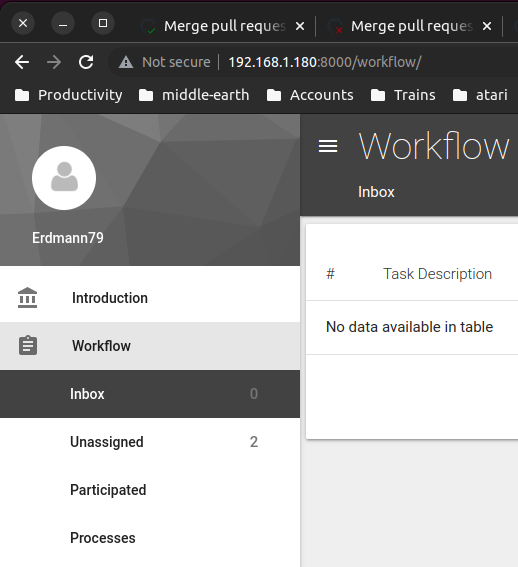 Merge pull reques
Merge pull reques
Not secure 192.168.1.180:8000/workflow/
Productivity middle-earth Accounts Trains atari
Erdmann79
Workflow
Inbox
Introduction
Workflow
Inbox 0
Unassigned 2
Participated
Processes
# Task Description
No data available in table